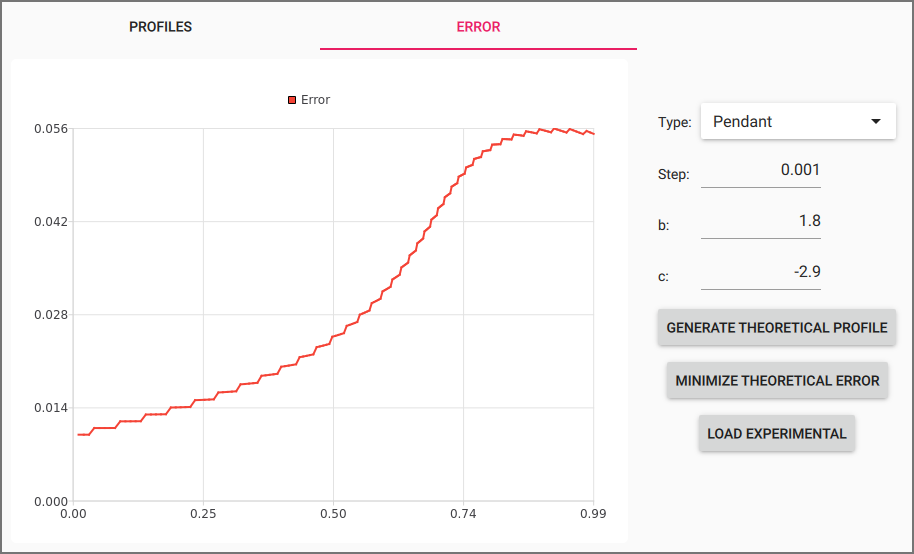 PROFILES
ERROR
Error
0.056
0.042
0.028
0.014
0.000
0.00
0.25
0.50
0.74
0.99
Type: Pendant
Step: 0.001
b: 1.8
c: -2.9
GENERATE THEORETICAL PROFILE
MINIMIZE THEORETICAL ERROR
LOAD EXPERIMENTAL